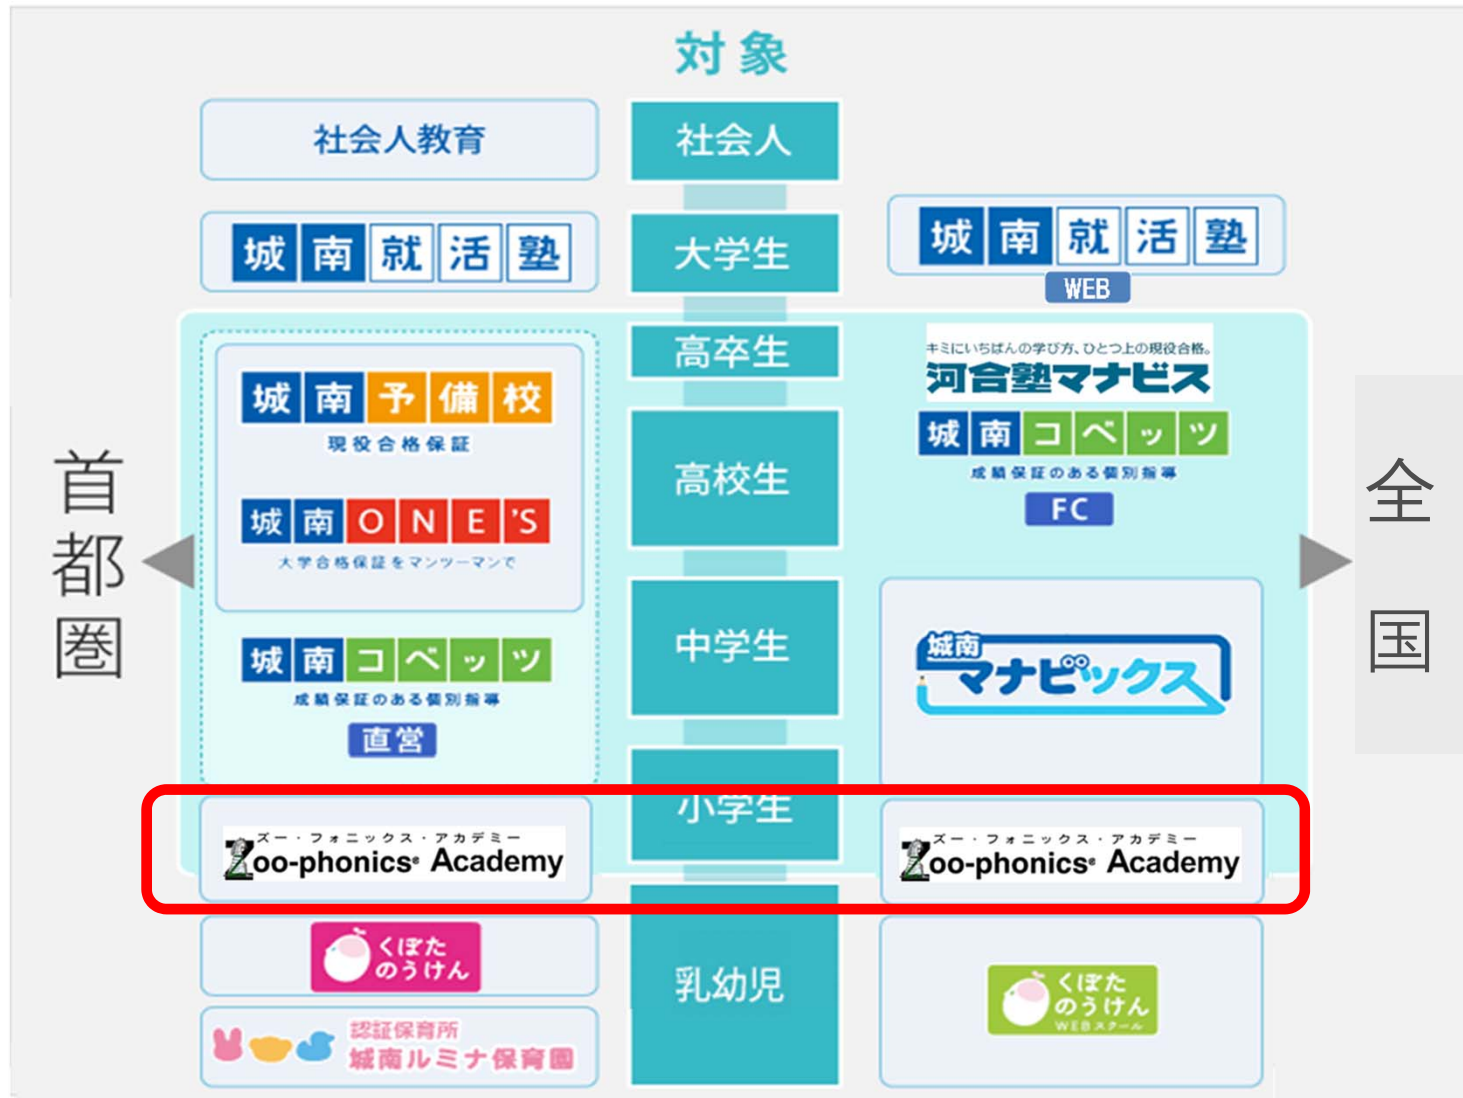 対象
社会人教育
社会人
城南就活塾
大学生
城南就活塾
WEB
高卒生
キミにいちばんの学び方、ひとつ上の現役合格。
河合塾マナビス
城南予備校
現役合格保証
城南コベッツ
成績保証のある個別指導
FC
高校生
城南ONE'S
大学合格保証をマンツーマンで
首都圏
全国
中学生
城南コベッツ
成績保証のある個別指導
直営
城南
マナビックス
小学生
ズー・フォニックス・アカデミー
Zoo-phonics® Academy
ズー・フォニックス・アカデミー
Zoo-phonics® Academy
くぼた
のうけん
乳幼児
くぼた
のうけん
WEBスクール
認証保育所
城南ルミナ保育園